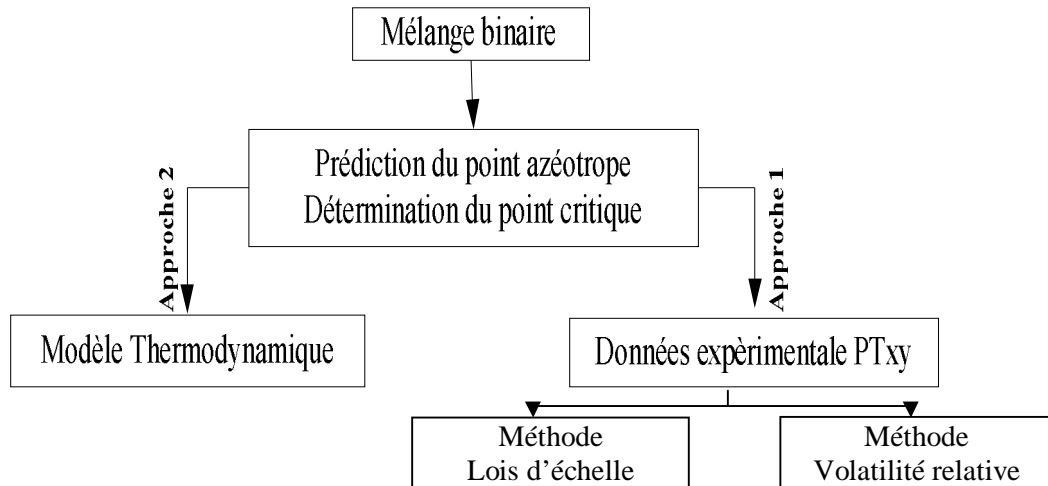 Mélange binaire
Prédiction du point azéotrope
Détermination du point critique
Approche 2
Approche 1
Modèle Thermodynamique
Données expèrimentale PTxy
Méthode
Lois d'échelle
Méthode
Volatilité relative